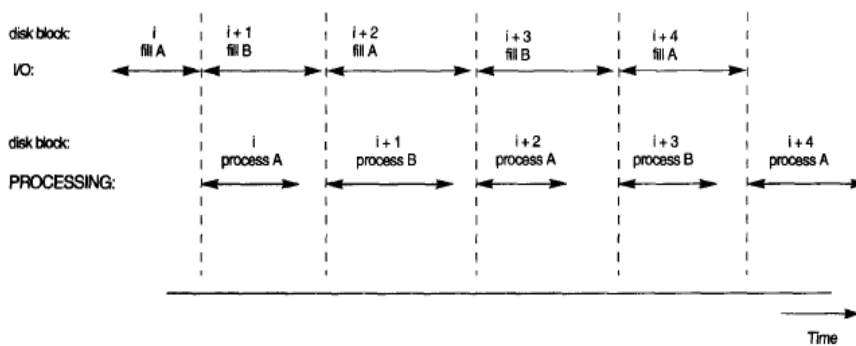 disk block: i i + 1 i + 2 i + 3 i + 4
fill A fill B fill A fill B fill A
I/O:
disk block: i i + 1 i + 2 i + 3 i + 4
process A process B process A process B process A
PROCESSING:
Time